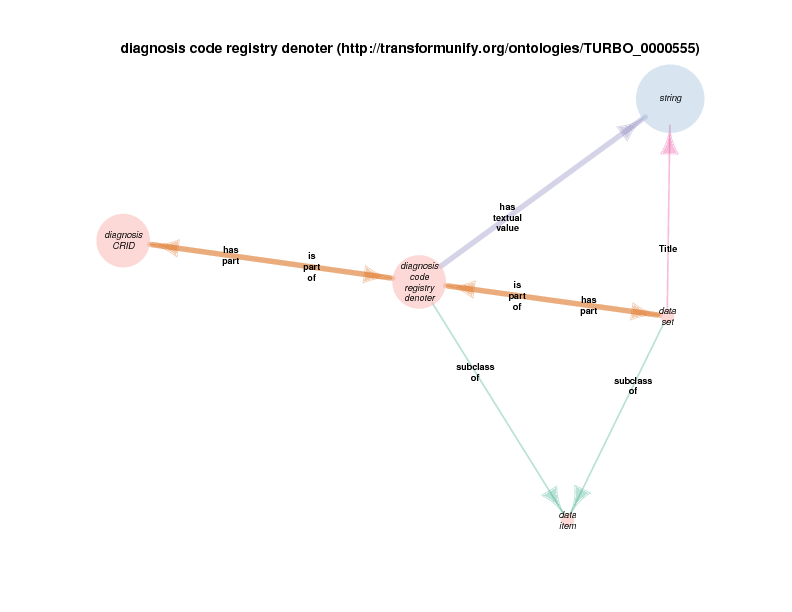 diagnosis code registry denoter (http://transformunify.org/ontologies/TURBO_0000555)
string
has
textual
value
diagnosis
CRID
has
part
is
part
of
diagnosis
code
registry
denoter
Title
is
part
of
has
part
data
set
subclass
of
subclass
of
data
item